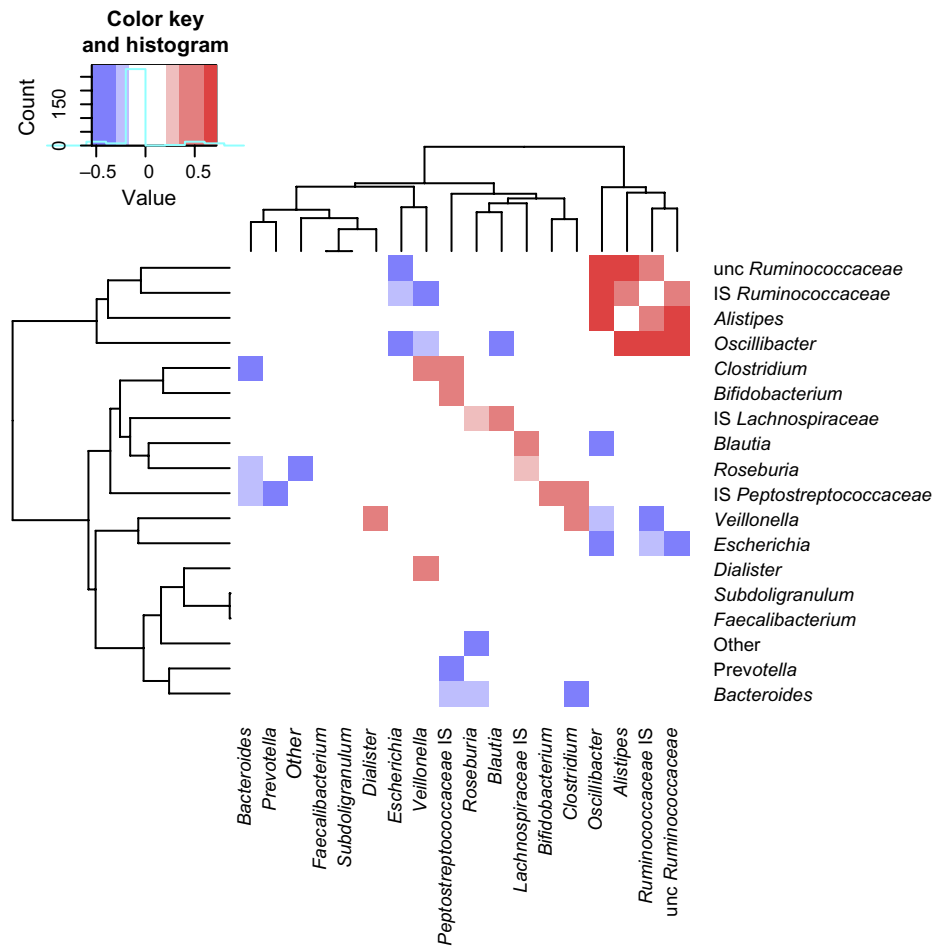 Color key
and histogram
Count
150
0
–0.5
0
0.5
Value
unc Ruminococcaceae
IS Ruminococcaceae
Alistipes
Oscillibacter
Clostridium
Bifidobacterium
IS Lachnospiraceae
Blautia
Roseburia
IS Peptostreptococcaceae
Veillonella
Escherichia
Dialister
Subdoligranulum
Faecalibacterium
Other
Prevotella
Bacteroides
Bacteroides
Prevotella
Other
Faecalibacterium
Subdoligranulum
Dialister
Escherichia
Veillonella
Peptostreptococcaceae IS
Roseburia
Blautia
Lachnospiraceae IS
Bifidobacterium
Clostridium
Oscillibacter
Alistipes
Ruminococcaceae IS
unc Ruminococcaceae